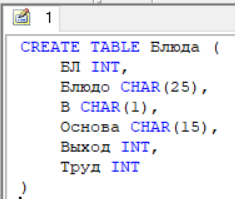 1
CREATE TABLE Блюда (
БЛ INT,
Блюдо CHAR(25),
В CHAR(1),
Основа CHAR(15),
Выход INT,
Труд INT
)